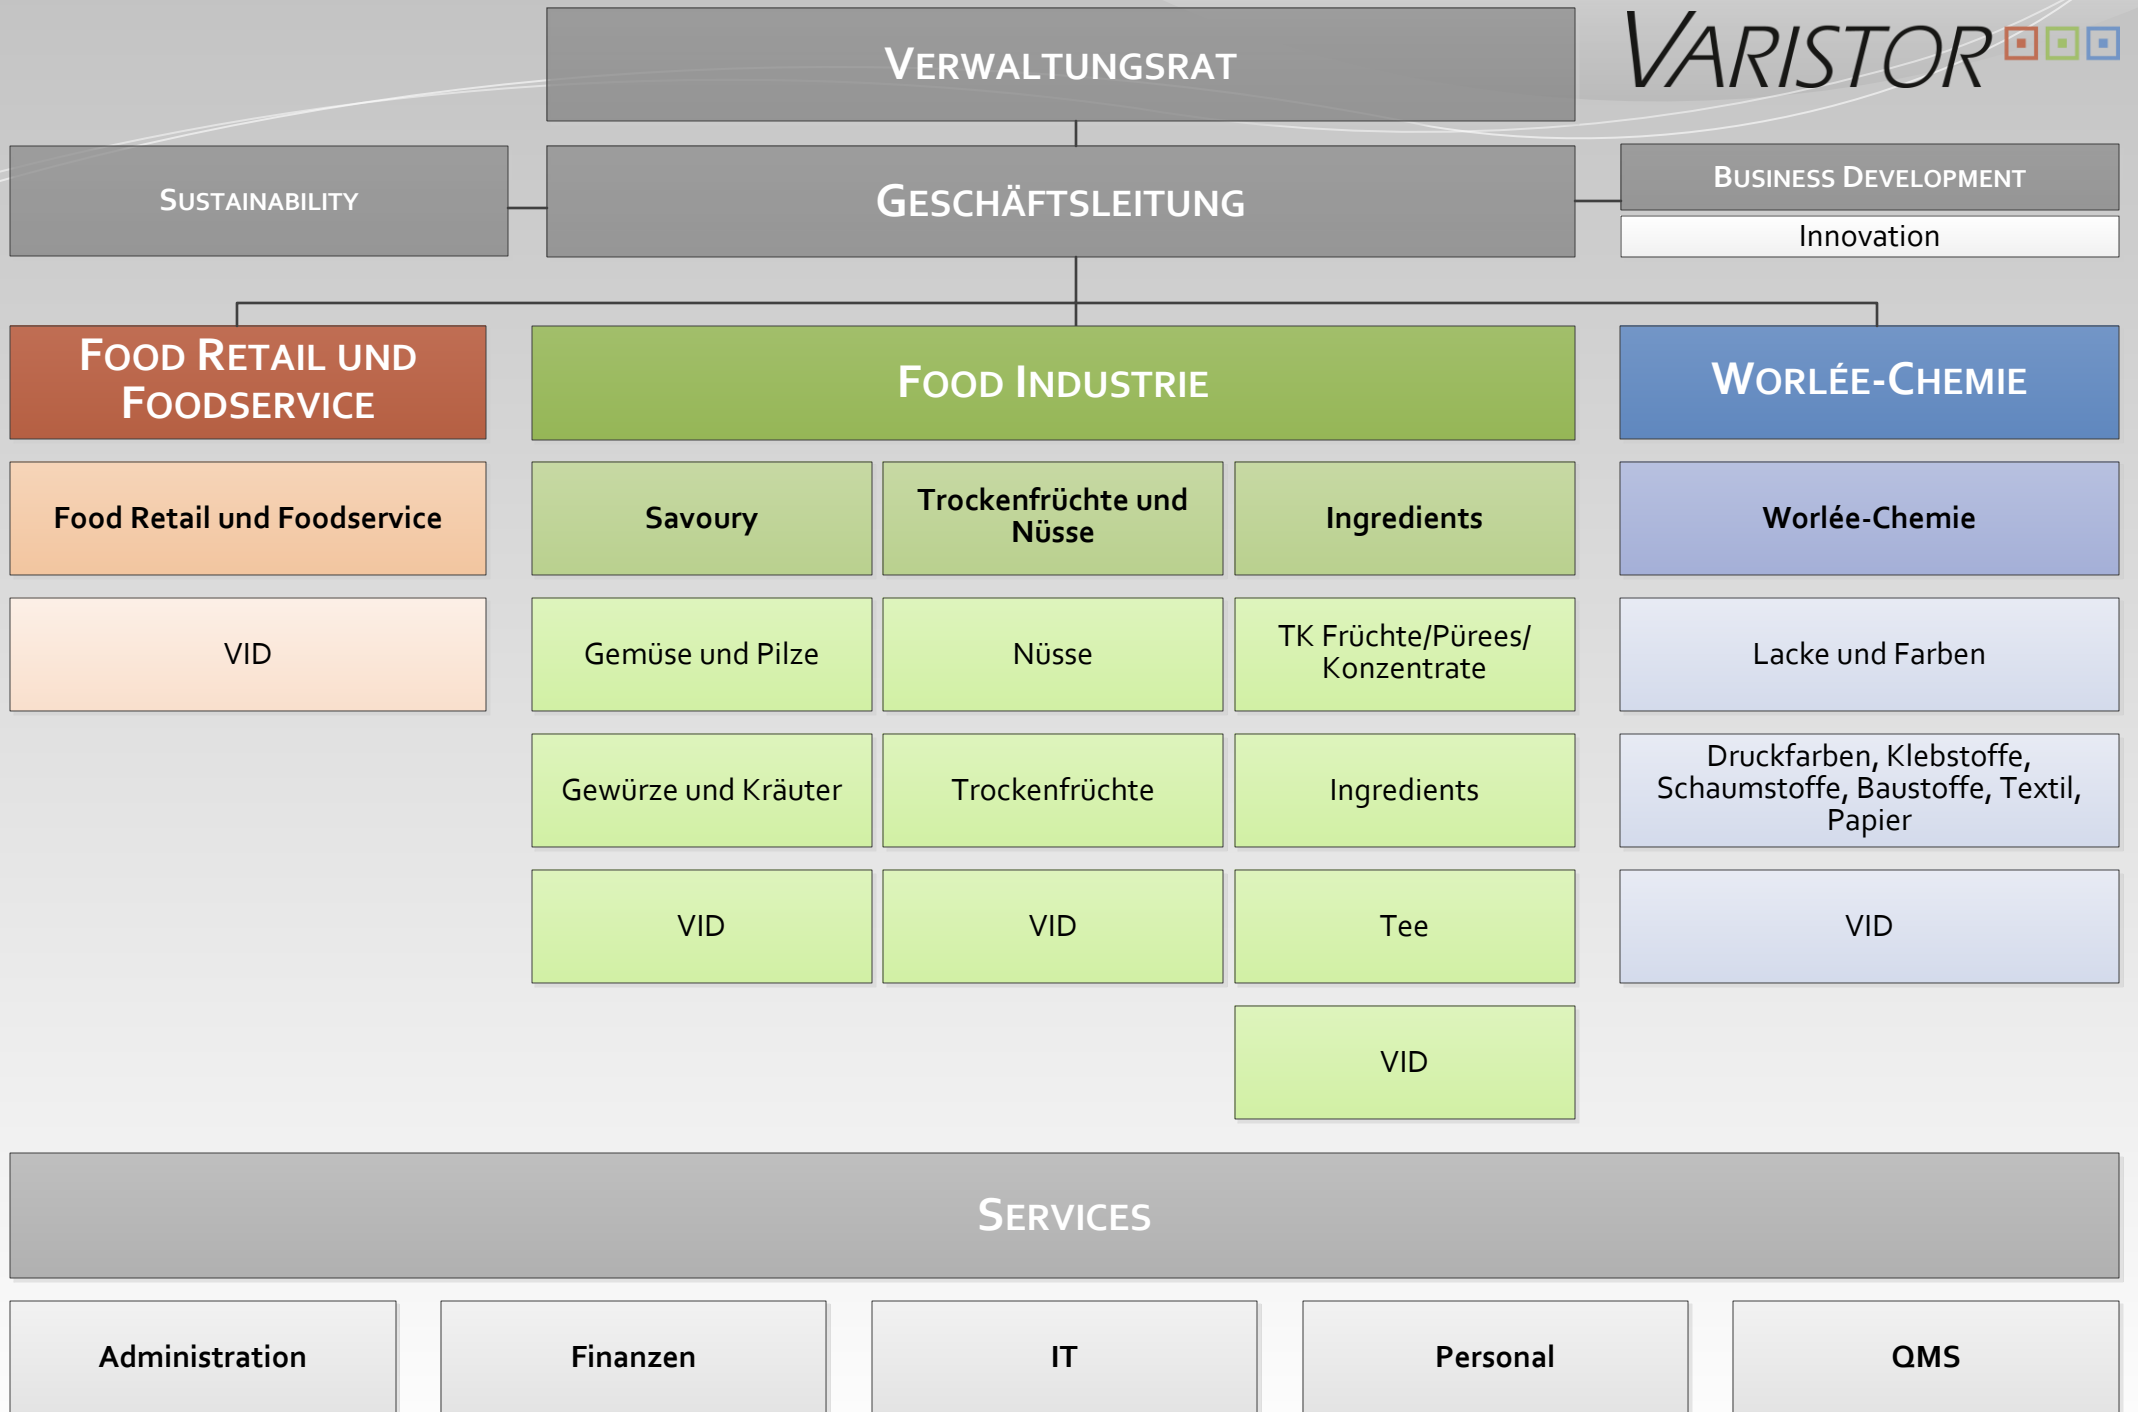 VERWALTUNGSRAT
VARISTOR
SUSTAINABILITY
GESCHÄFTSLEITUNG
BUSINESS DEVELOPMENT
Innovation
FOOD RETAIL UND
FOODSERVICE
FOOD INDUSTRIE
WORLÉE-CHEMIE
Food Retail und Foodservice
Savoury
Trockenfrüchte und
Nüsse
Ingredients
Worlée-Chemie
VID
Gemüse und Pilze
Nüsse
TK Früchte/Pürees/
Konzentrate
Lacke und Farben
Gewürze und Kräuter
Trockenfrüchte
Ingredients
Druckfarben, Klebstoffe,
Schaumstoffe, Baustoffe, Textil,
Papier
VID
VID
Tee
VID
VID
SERVICES
Administration
Finanzen
IT
Personal
QMS